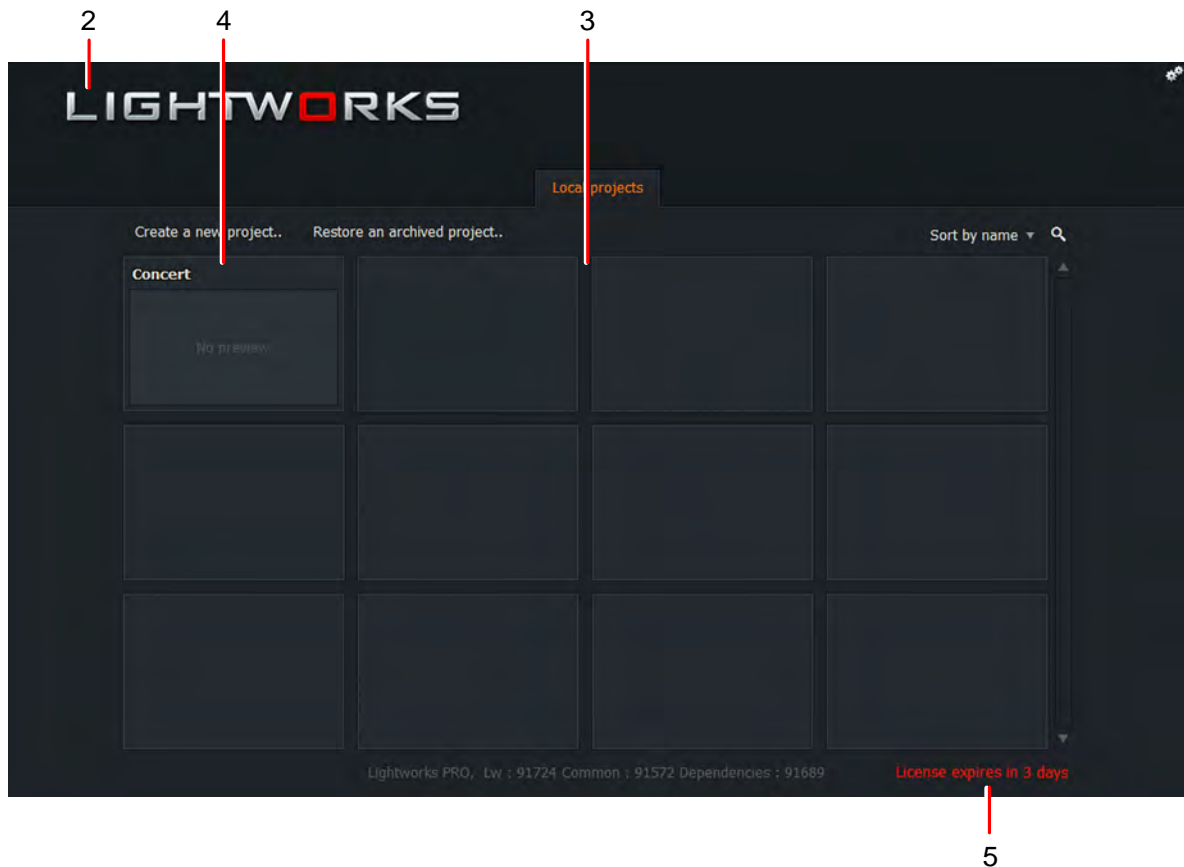 2 4 3
LIGHTWORKS
Local projects
Create a new project.. Restore an archived project.. Sort by name
Concert
No preview
Lightworks PRO, Lw : 91724 Common : 91572 Dependencies : 91689 License expires in 3 days
5